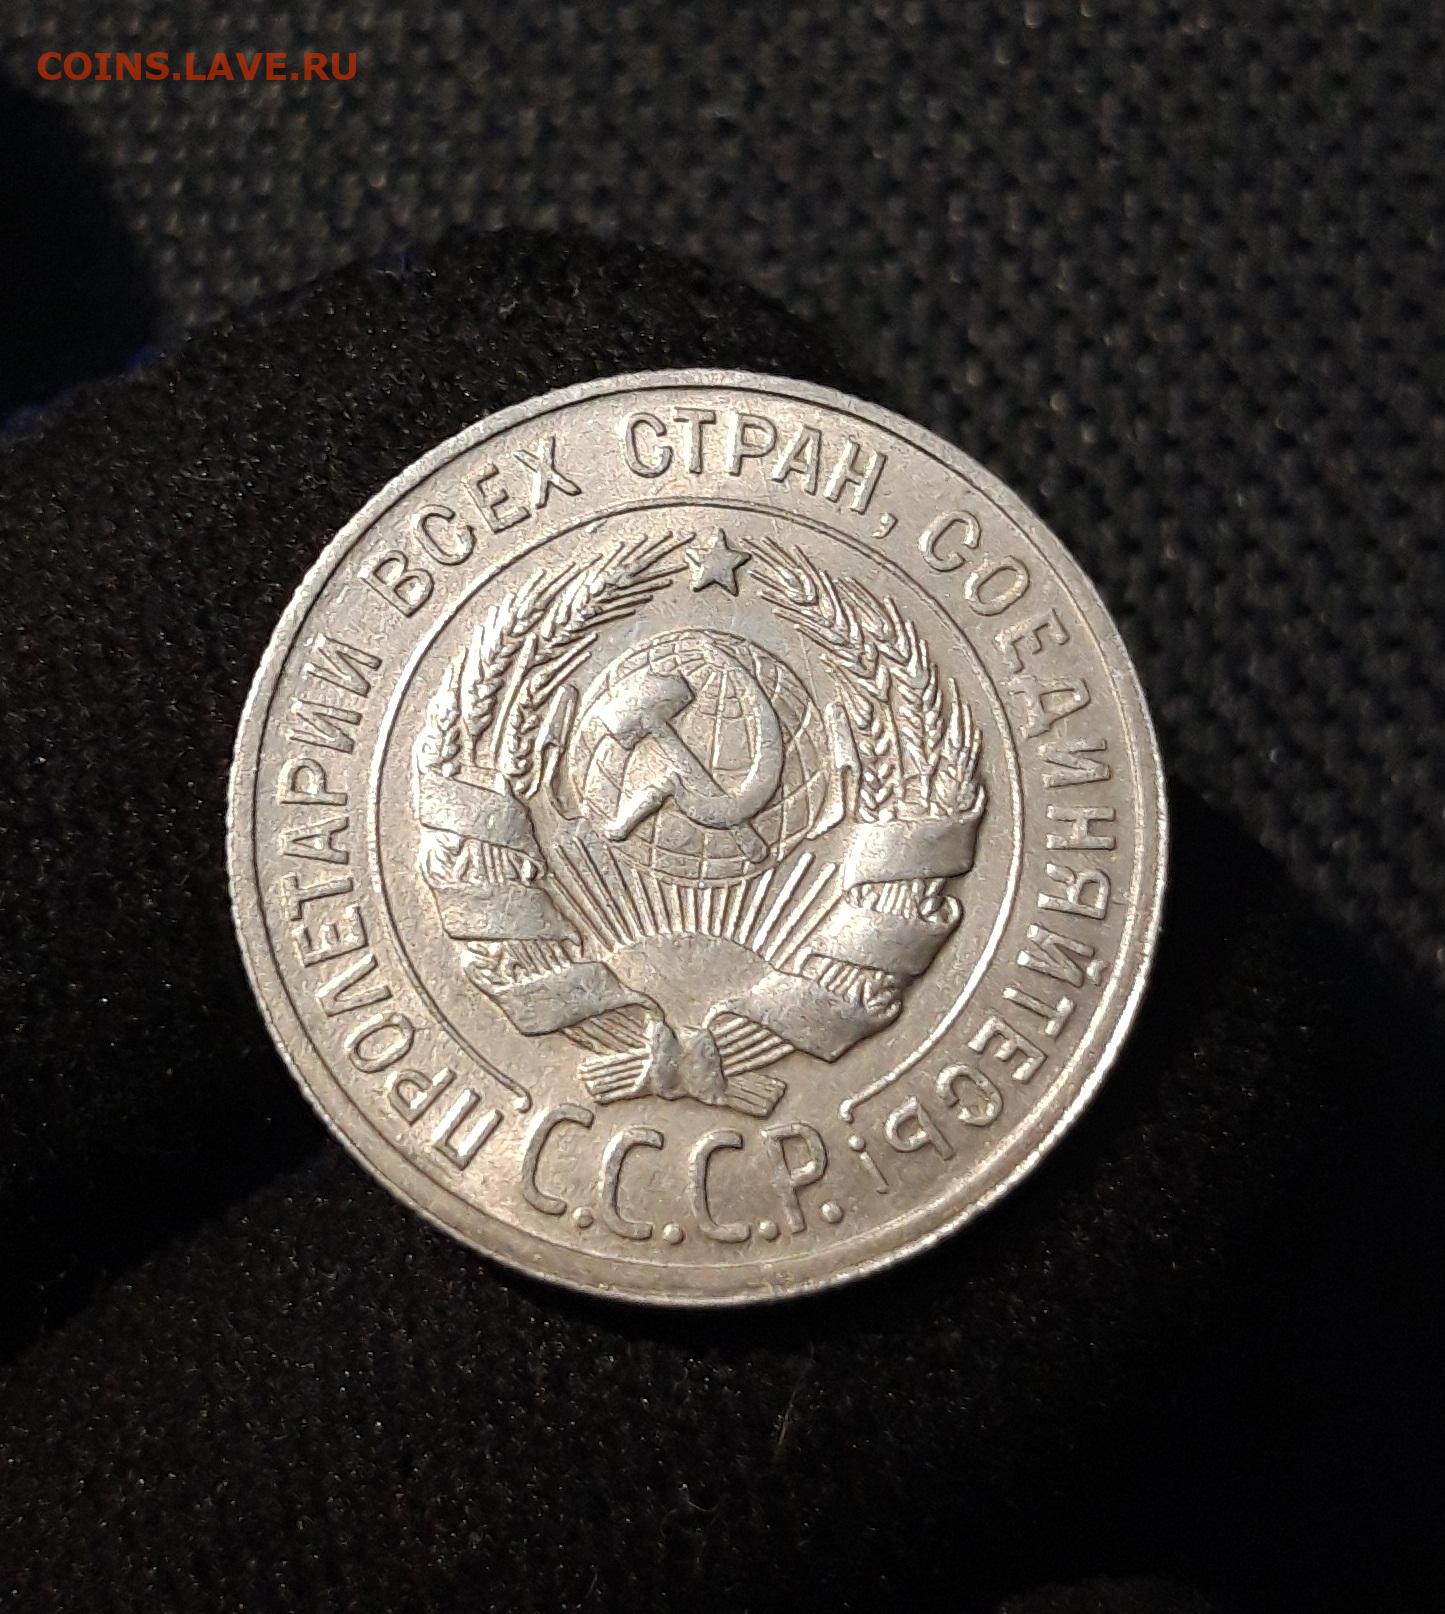 COINS.LAVE.RU
ПРОЛЕТАРИИ ВСЕХ СТРАН, СОЕДИНЯЙТЕСЬ!
С.С.С.Р.